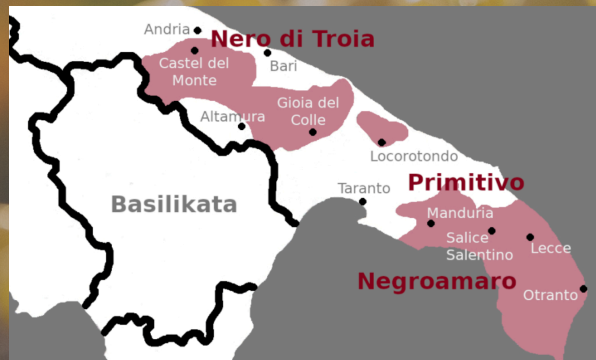 Andria
Nero di Troia
Bari
Castel del
Monte
Gioia del
Colle
Altamura
Locorotondo
Taranto
Primitivo
Basilikata
Manduria
Salice
Salentino
Lecce
Negroamaro
Otranto